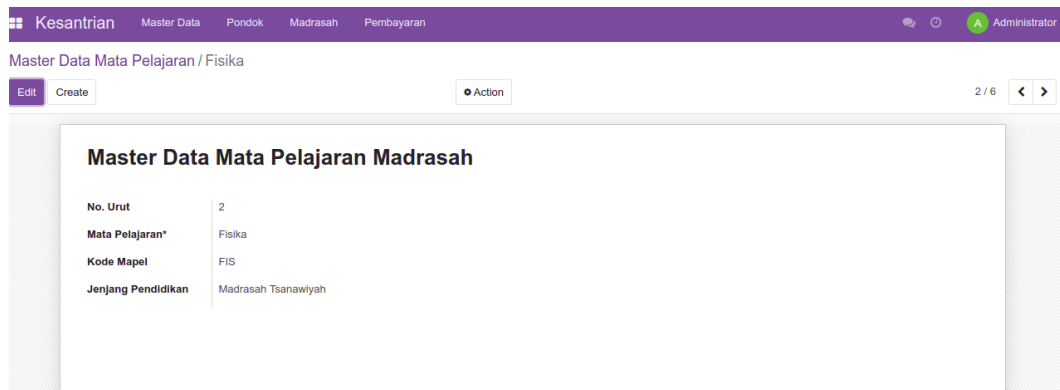 Kesantrian Master Data Pondok Madrasah Pembayaran A Administrator
Master Data Mata Pelajaran / Fisika
Edit Create Action 2 / 6
Master Data Mata Pelajaran Madrasah
No. Urut 2
Mata Pelajaran* Fisika
Kode Mapel FIS
Jenjang Pendidikan Madrasah Tsanawiyah